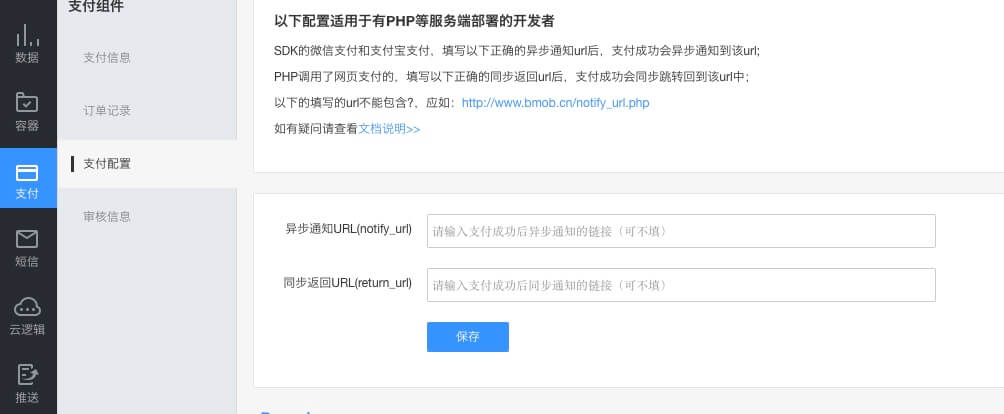 数据
容器
支付
短信
云逻辑
推送
支付组件
支付信息
订单记录
支付配置
审核信息
以下配置适用于有PHP等服务端部署的开发者
SDK的微信支付和支付宝支付，填写以下正确的异步通知url后，支付成功会异步通知到该url;
PHP调用了网页支付的，填写以下正确的同步返回url后，支付成功会同步跳转回到该url中；
以下的填写的url不能包含?，应如：http://www.bmob.cn/notify_url.php
如有疑问请查看文档说明>>
异步通知URL(notify_url)
请输入支付成功后异步通知的链接（可不填）
同步返回URL(return_url)
请输入支付成功后同步通知的链接（可不填）
保存